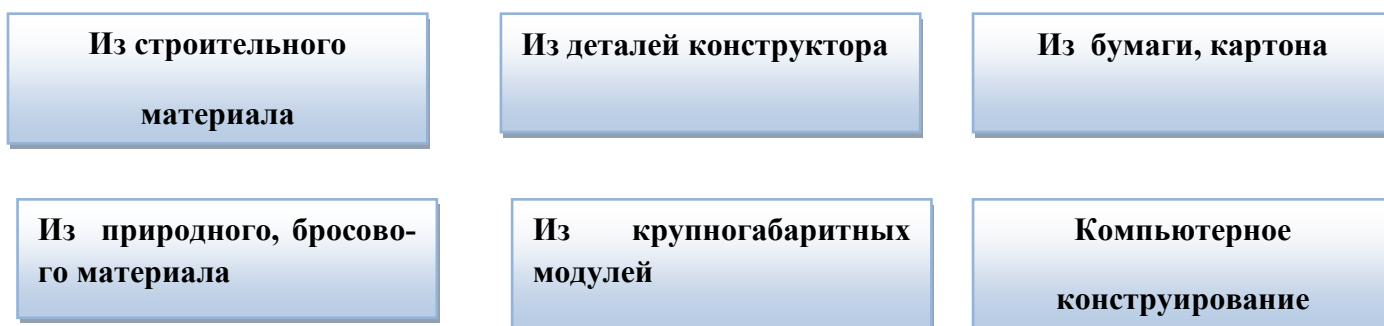 Из строительного
материала
Из деталей конструктора
Из бумаги, картона
Из природного, бросово-
го материала
Из крупногабаритных
модулей
Компьютерное
конструирование